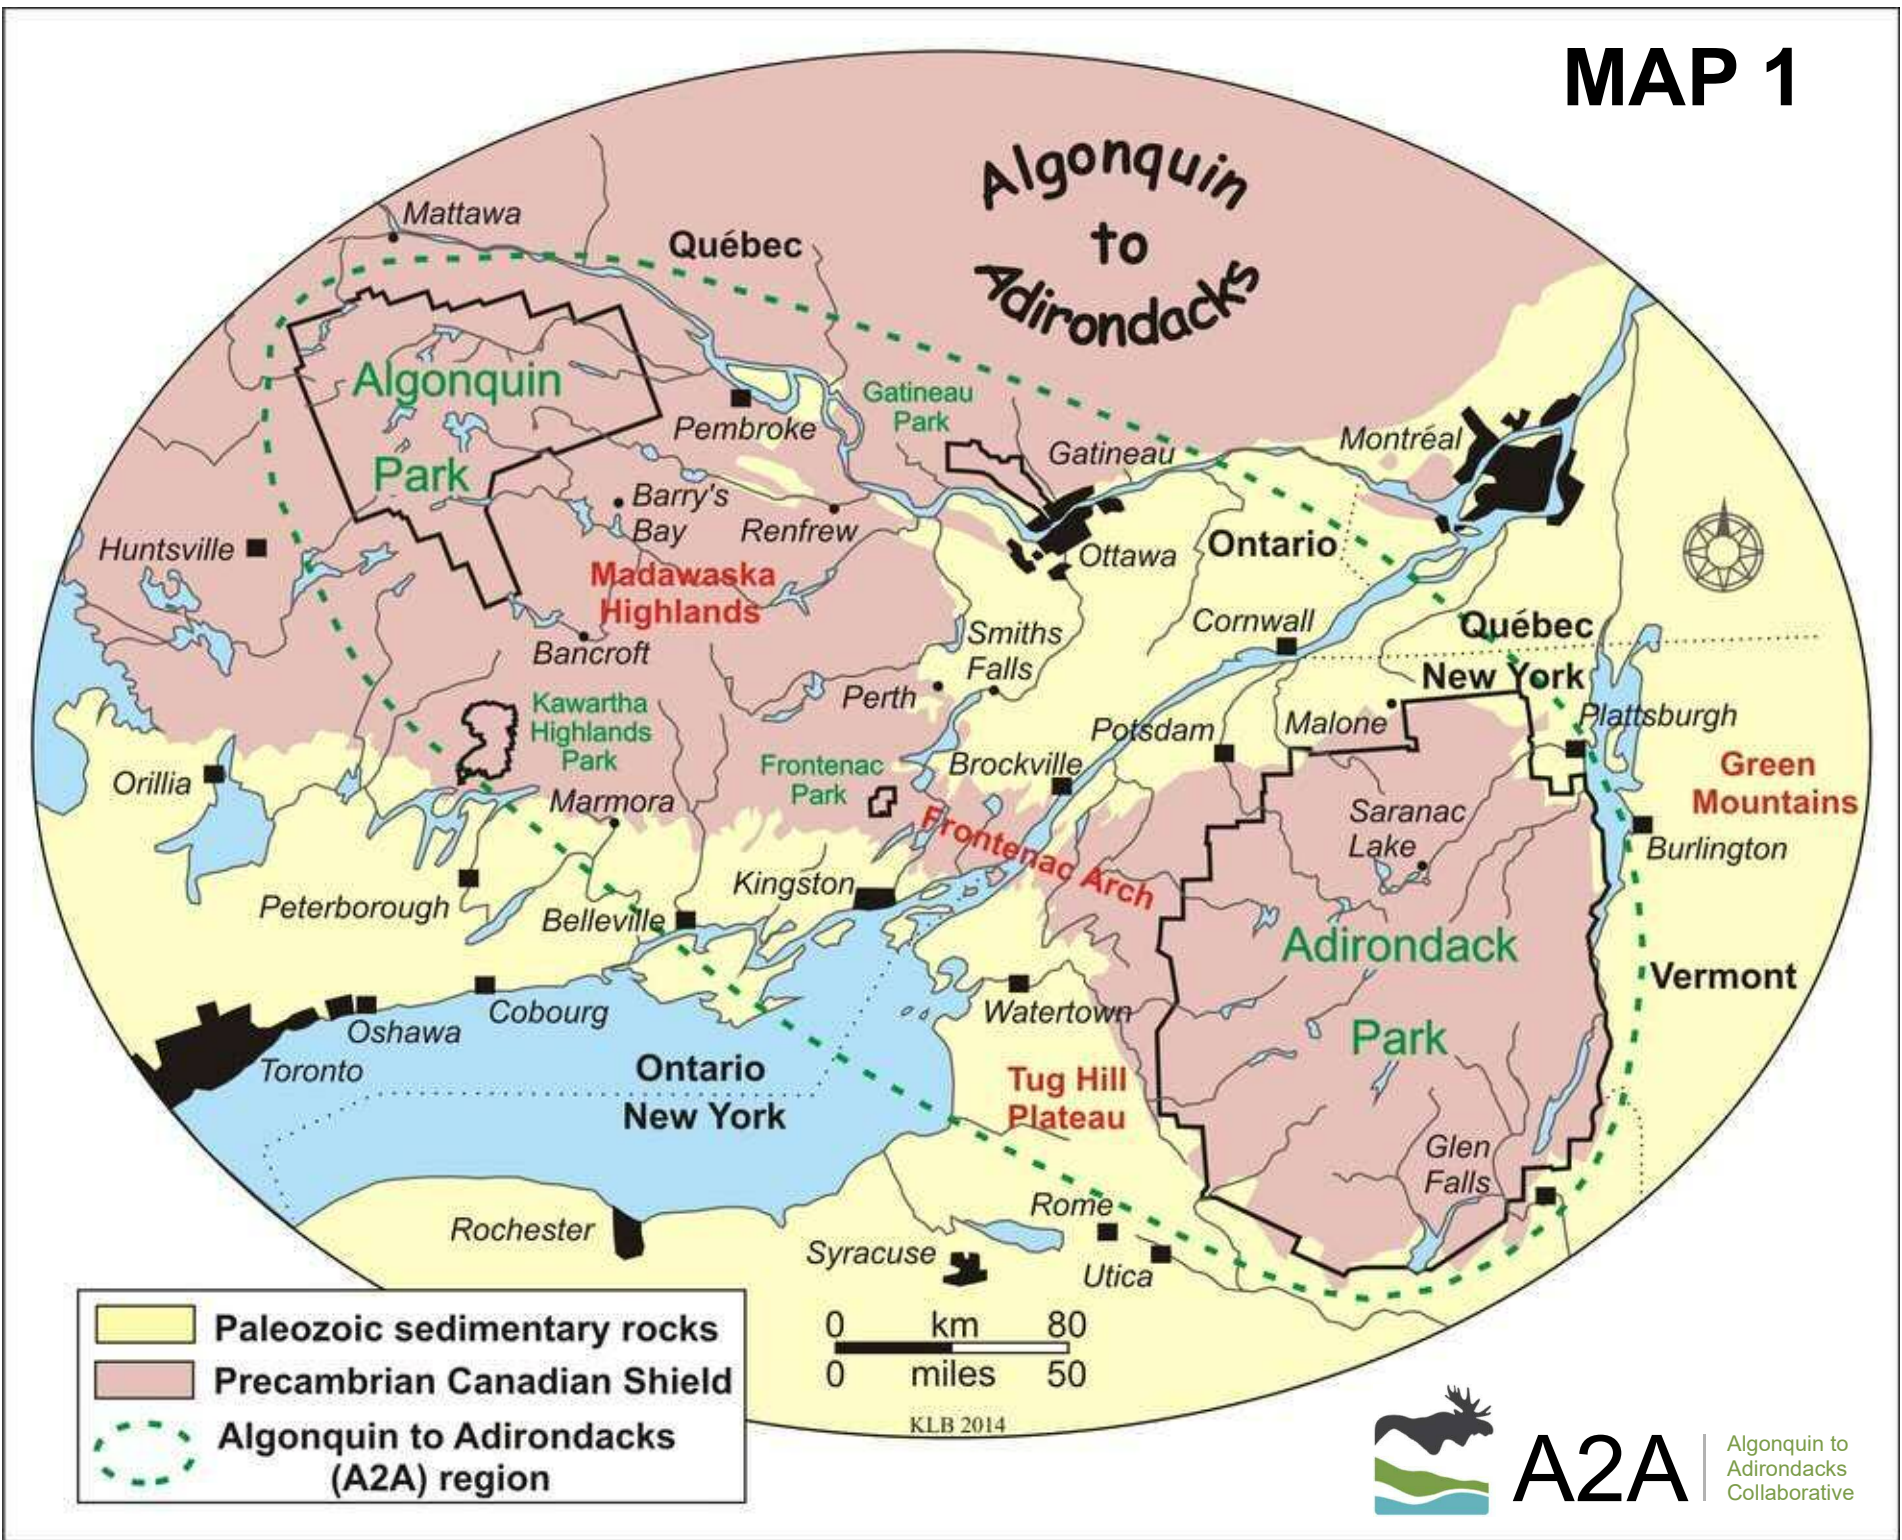 MAP 1
Algonquin
to
Adirondacks
Mattawa
Québec
Algonquin
Park
Gatineau
Park
Pembroke
Gatineau
Montréal
Barry's
Bay
Renfrew
Huntsville
Ottawa
Ontario
Madawaska
Highlands
Cornwall
Québec
New York
Bancroft
Smiths
Falls
Perth
Kawartha
Highlands
Park
Potsdam
Malone
Plattsburgh
Orillia
Frontenac
Park
Brockville
Green
Mountains
Marmora
Saranac
Lake
Frontenac Arch
Burlington
Kingston
Peterborough
Belleville
Adirondack
Park
Vermont
Watertown
Cobourg
Oshawa
Toronto
Ontario
New York
Tug Hill
Plateau
Glen
Falls
Rome
Rochester
Syracuse
Utica
Paleozoic sedimentary rocks
Precambrian Canadian Shield
Algonquin to Adirondacks
(A2A) region
0 km 80
0 miles 50
KLB 2014
A2A
Algonquin to
Adirondacks
Collaborative